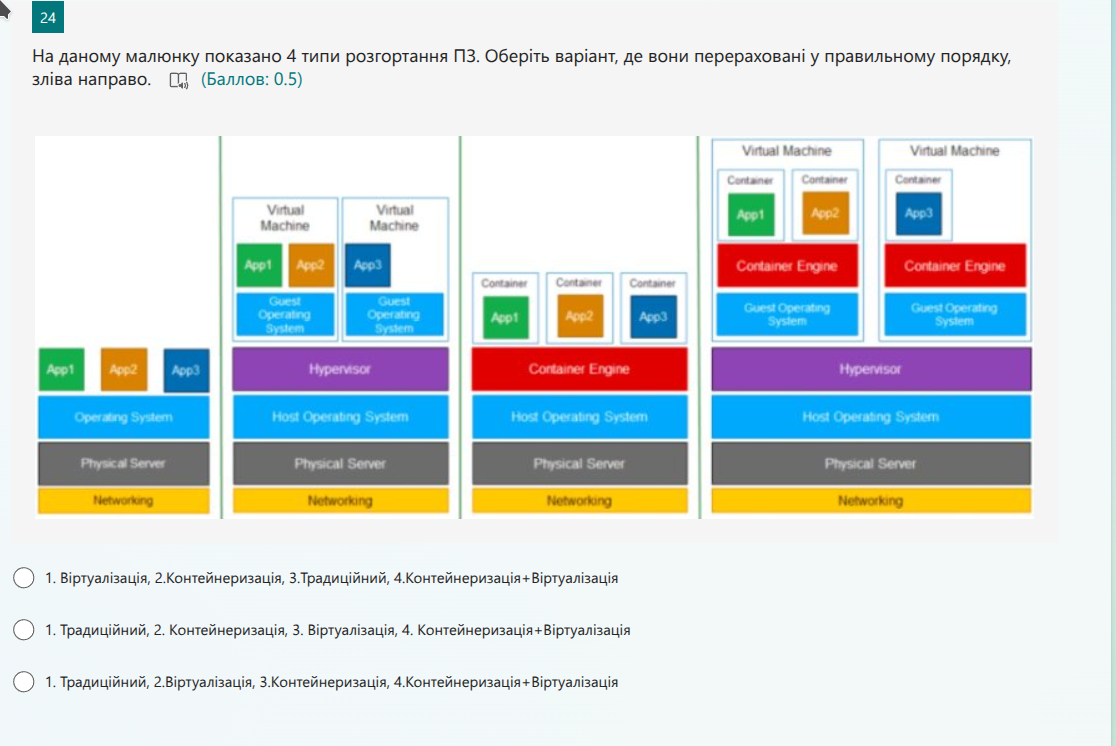 24
На даному малюнку показано 4 типи розгортання ПЗ. Оберіть варіант, де вони перераховані у правильному порядку,
зліва направо. (Баллов: 0.5)
App1 App2 App3
Operating System
Physical Server
Networking
Virtual Machine Virtual Machine
App1 App2 App3
Guest Operating System Guest Operating System
Hypervisor
Host Operating System
Physical Server
Networking
Container Container Container
App1 App2 App3
Container Engine
Host Operating System
Physical Server
Networking
Virtual Machine Virtual Machine
Container Container Container
App1 App2 App3
Container Engine Container Engine
Guest Operating System Guest Operating System
Hypervisor
Host Operating System
Physical Server
Networking
1. Віртуалізація, 2.Контейнеризація, 3.Традиційний, 4.Контейнеризація+Віртуалізація
1. Традиційний, 2. Контейнеризація, 3. Віртуалізація, 4. Контейнеризація+Віртуалізація
1. Традиційний, 2.Віртуалізація, 3.Контейнеризація, 4.Контейнеризація+Віртуалізація